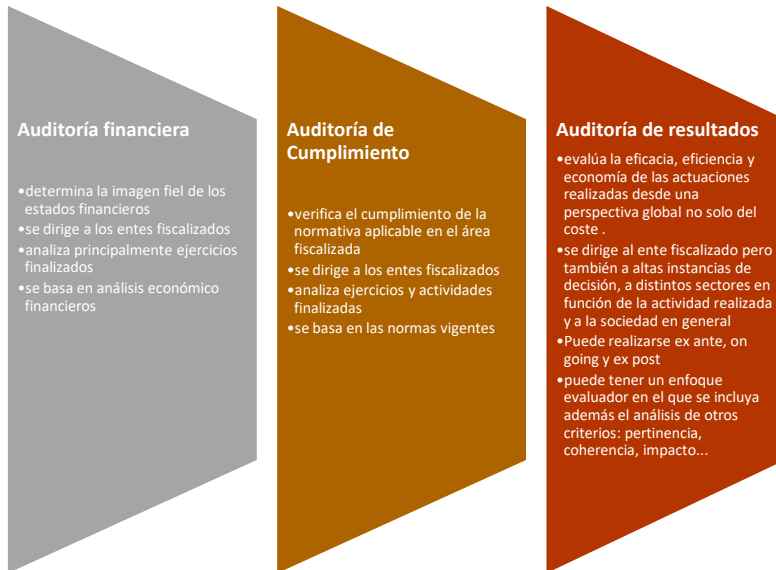 Auditoría financiera
•determina la imagen fiel de los
estados financieros
•se dirige a los entes fiscalizados
•analiza principalmente ejercicios
finalizados
•se basa en análisis económico
financieros
Auditoría de
Cumplimiento
•verifica el cumplimiento de la
normativa aplicable en el área
fiscalizada
•se dirige a los entes fiscalizados
•analiza ejercicios y actividades
finalizadas
•se basa en las normas vigentes
Auditoría de resultados
•evalúa la eficacia, eficiencia y
economía de las actuaciones
realizadas desde una
perspectiva global no solo del
coste .
•se dirige al ente fiscalizado pero
también a altas instancias de
decisión, a distintos sectores en
función de la actividad realizada
y a la sociedad en general
•Puede realizarse ex ante, on
going y ex post
•puede tener un enfoque
evaluador en el que se incluya
además el análisis de otros
criterios: pertinencia,
coherencia, impacto...